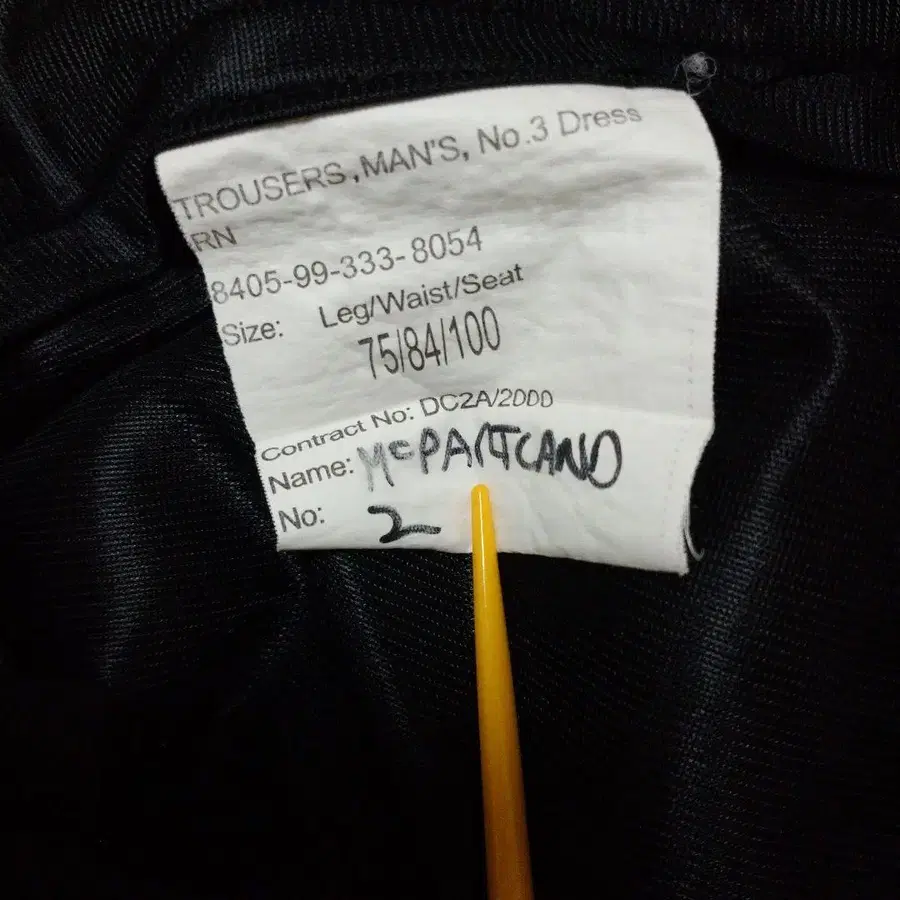 TROUSERS,MAN'S, No.3 Dress
RN
8405-99-333-8054
Size: Leg/Waist/Seat
75/84/100
Contract No: DC2A/2000
Name: McPARTLAND
No: 2